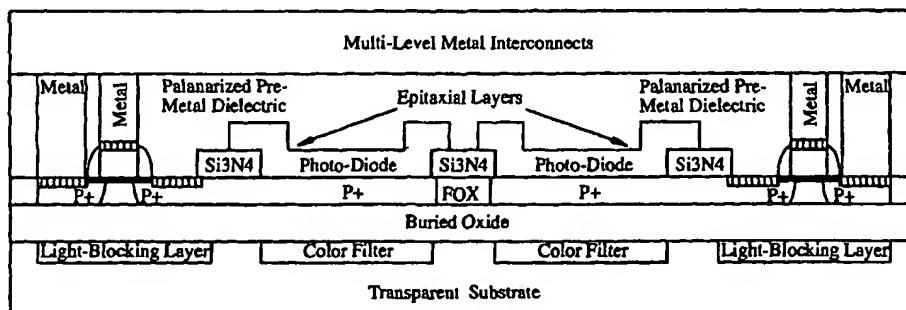 Multi-Level Metal Interconnects
Metal
Metal
Palanarized Pre-
Metal Dielectric
Epitaxial Layers
Palanarized Pre-
Metal Dielectric
Metal
Metal
Si3N4
Photo-Diode
Si3N4
Photo-Diode
Si3N4
P+
P+
P+
FOX
P+
P+
P+
Buried Oxide
Light-Blocking Layer
Color Filter
Color Filter
Light-Blocking Layer
Transparent Substrate